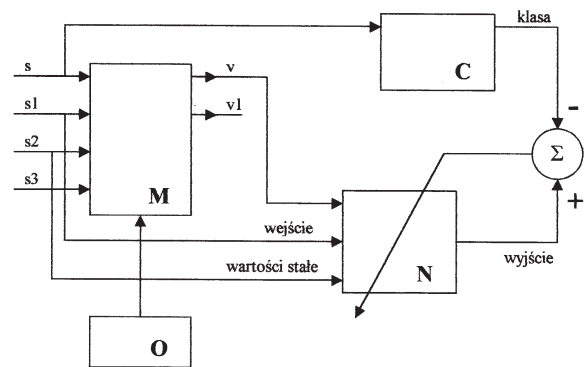 klasa
s
v
C
s1
v1
-
s2
Σ
s3
M
+
wejście
wartości stałe
N
wyjście
O